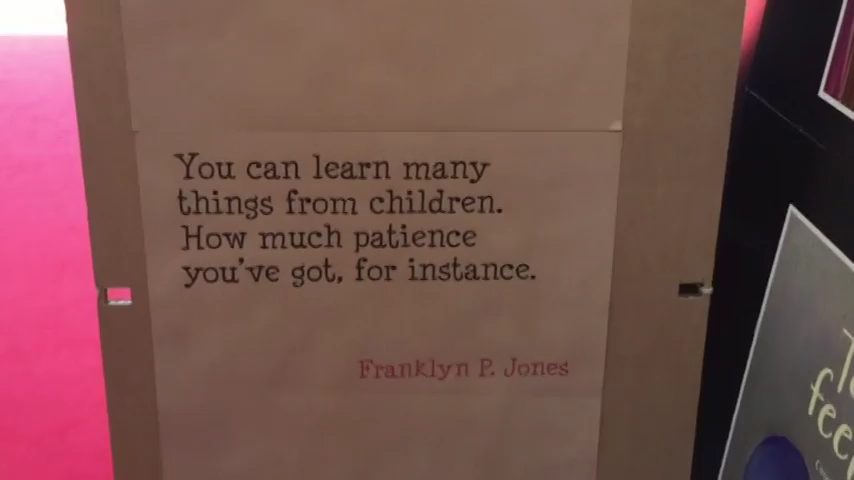 You can learn many
things from children.
How much patience
you've got, for instance.
Franklyn P. Jones